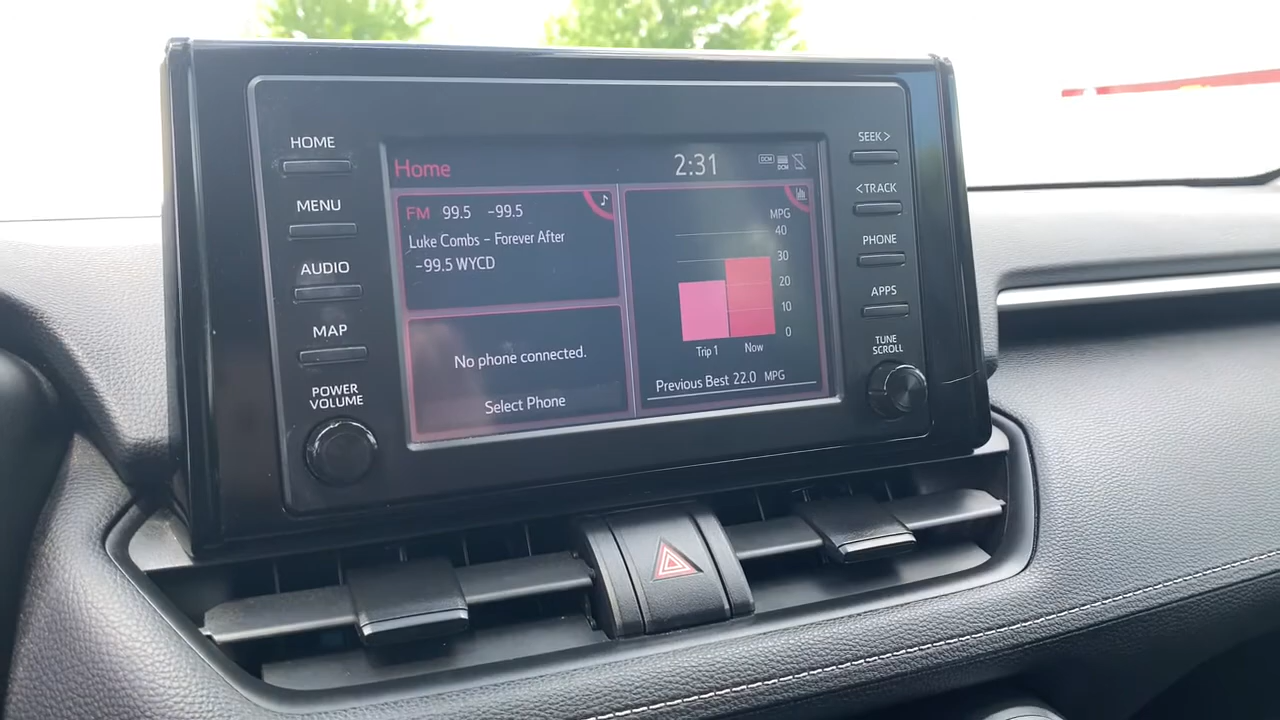 HOME
MENU
AUDIO
MAP
POWER
VOLUME
Home
2:31
DCM
DCM
FM 99.5 -99.5
Luke Combs - Forever After
-99.5 WYCD
No phone connected.
Select Phone
MPG
40
30
20
10
0
Trip 1
Now
Previous Best 22.0 MPG
SEEK >
< TRACK
PHONE
APPS
TUNE
SCROLL